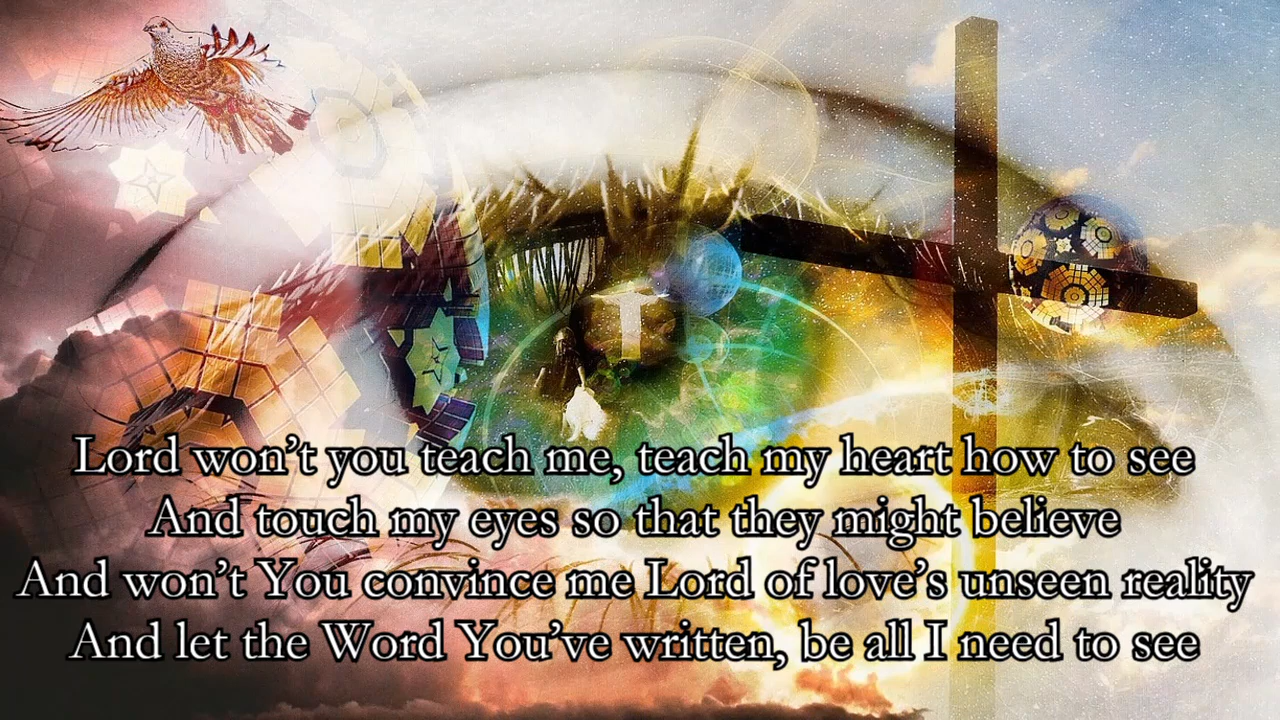 Lord won’t you teach me, teach my heart how to see
And touch my eyes so that they might believe
And won’t You convince me Lord of love’s unseen reality
And let the Word You’ve written, be all I need to see